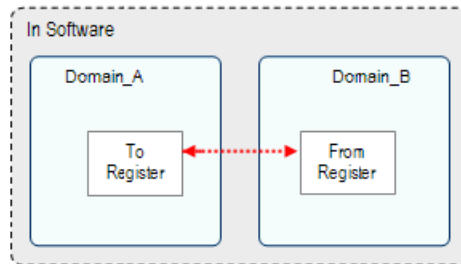 In Software
Domain_A
Domain_B
To
Register
From
Register